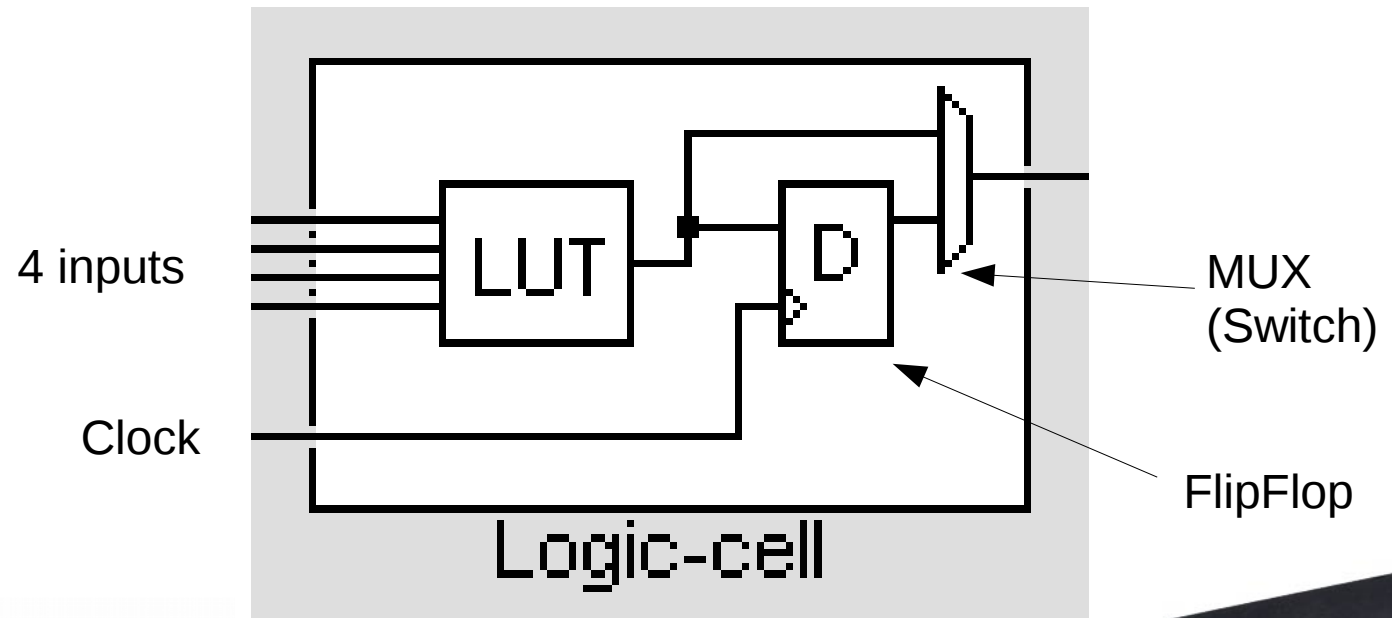 LUT
D
4 inputs
MUX
(Switch)
Clock
FlipFlop
Logic-cell